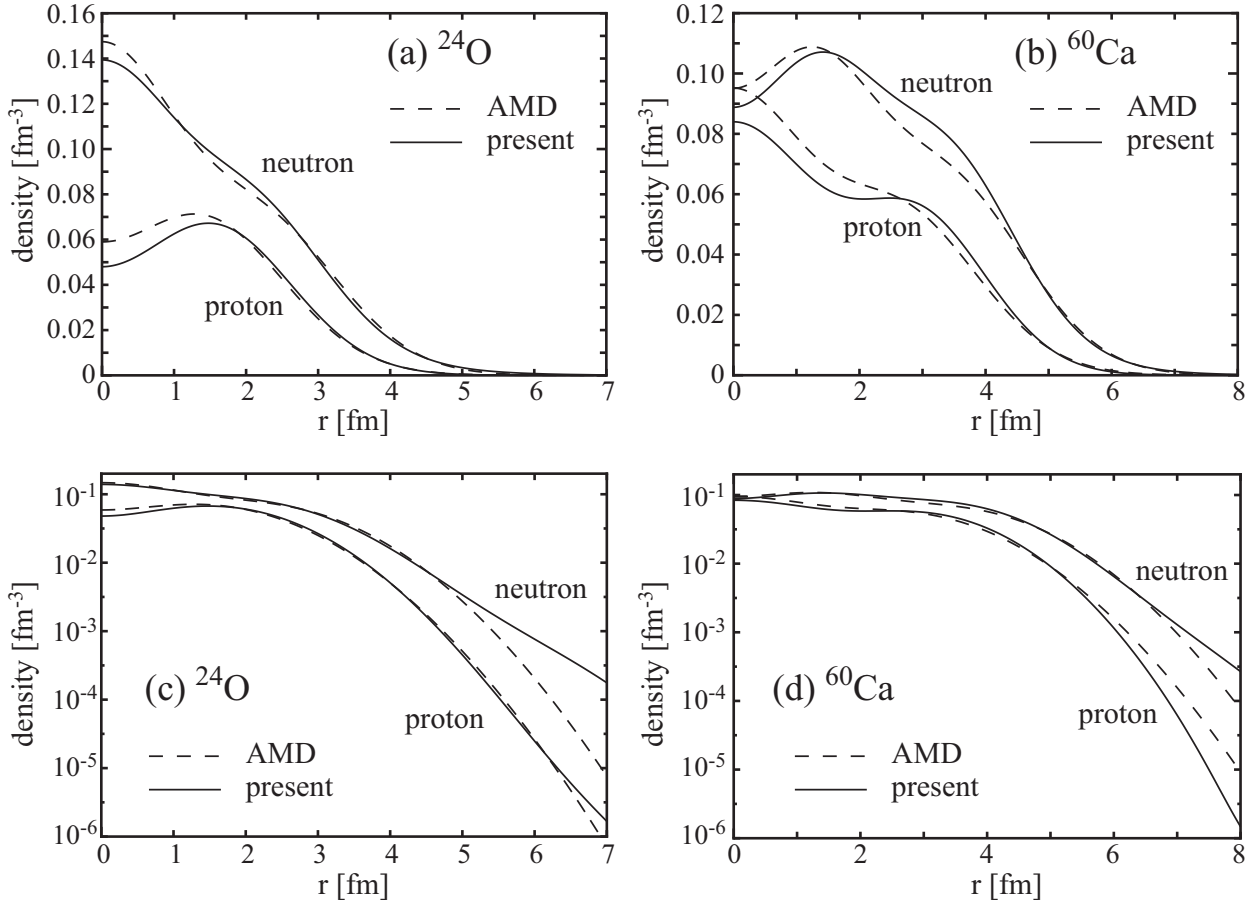 0.16
0.14
0.12
0.10
0.08
0.06
0.04
0.02
0
density [fm⁻³]
(a) ²⁴O
AMD
present
neutron
proton
0 1 2 3 4 5 6 7
r [fm]
0.12
0.10
0.08
0.06
0.04
0.02
0
density [fm⁻³]
(b) ⁶⁰Ca
neutron
AMD
present
proton
0 2 4 6 8
r [fm]
10⁻¹
10⁻²
10⁻³
10⁻⁴
10⁻⁵
10⁻⁶
density [fm⁻³]
neutron
(c) ²⁴O
proton
AMD
present
0 1 2 3 4 5 6 7
r [fm]
10⁻¹
10⁻²
10⁻³
10⁻⁴
10⁻⁵
10⁻⁶
density [fm⁻³]
neutron
(d) ⁶⁰Ca
proton
AMD
present
0 2 4 6 8
r [fm]